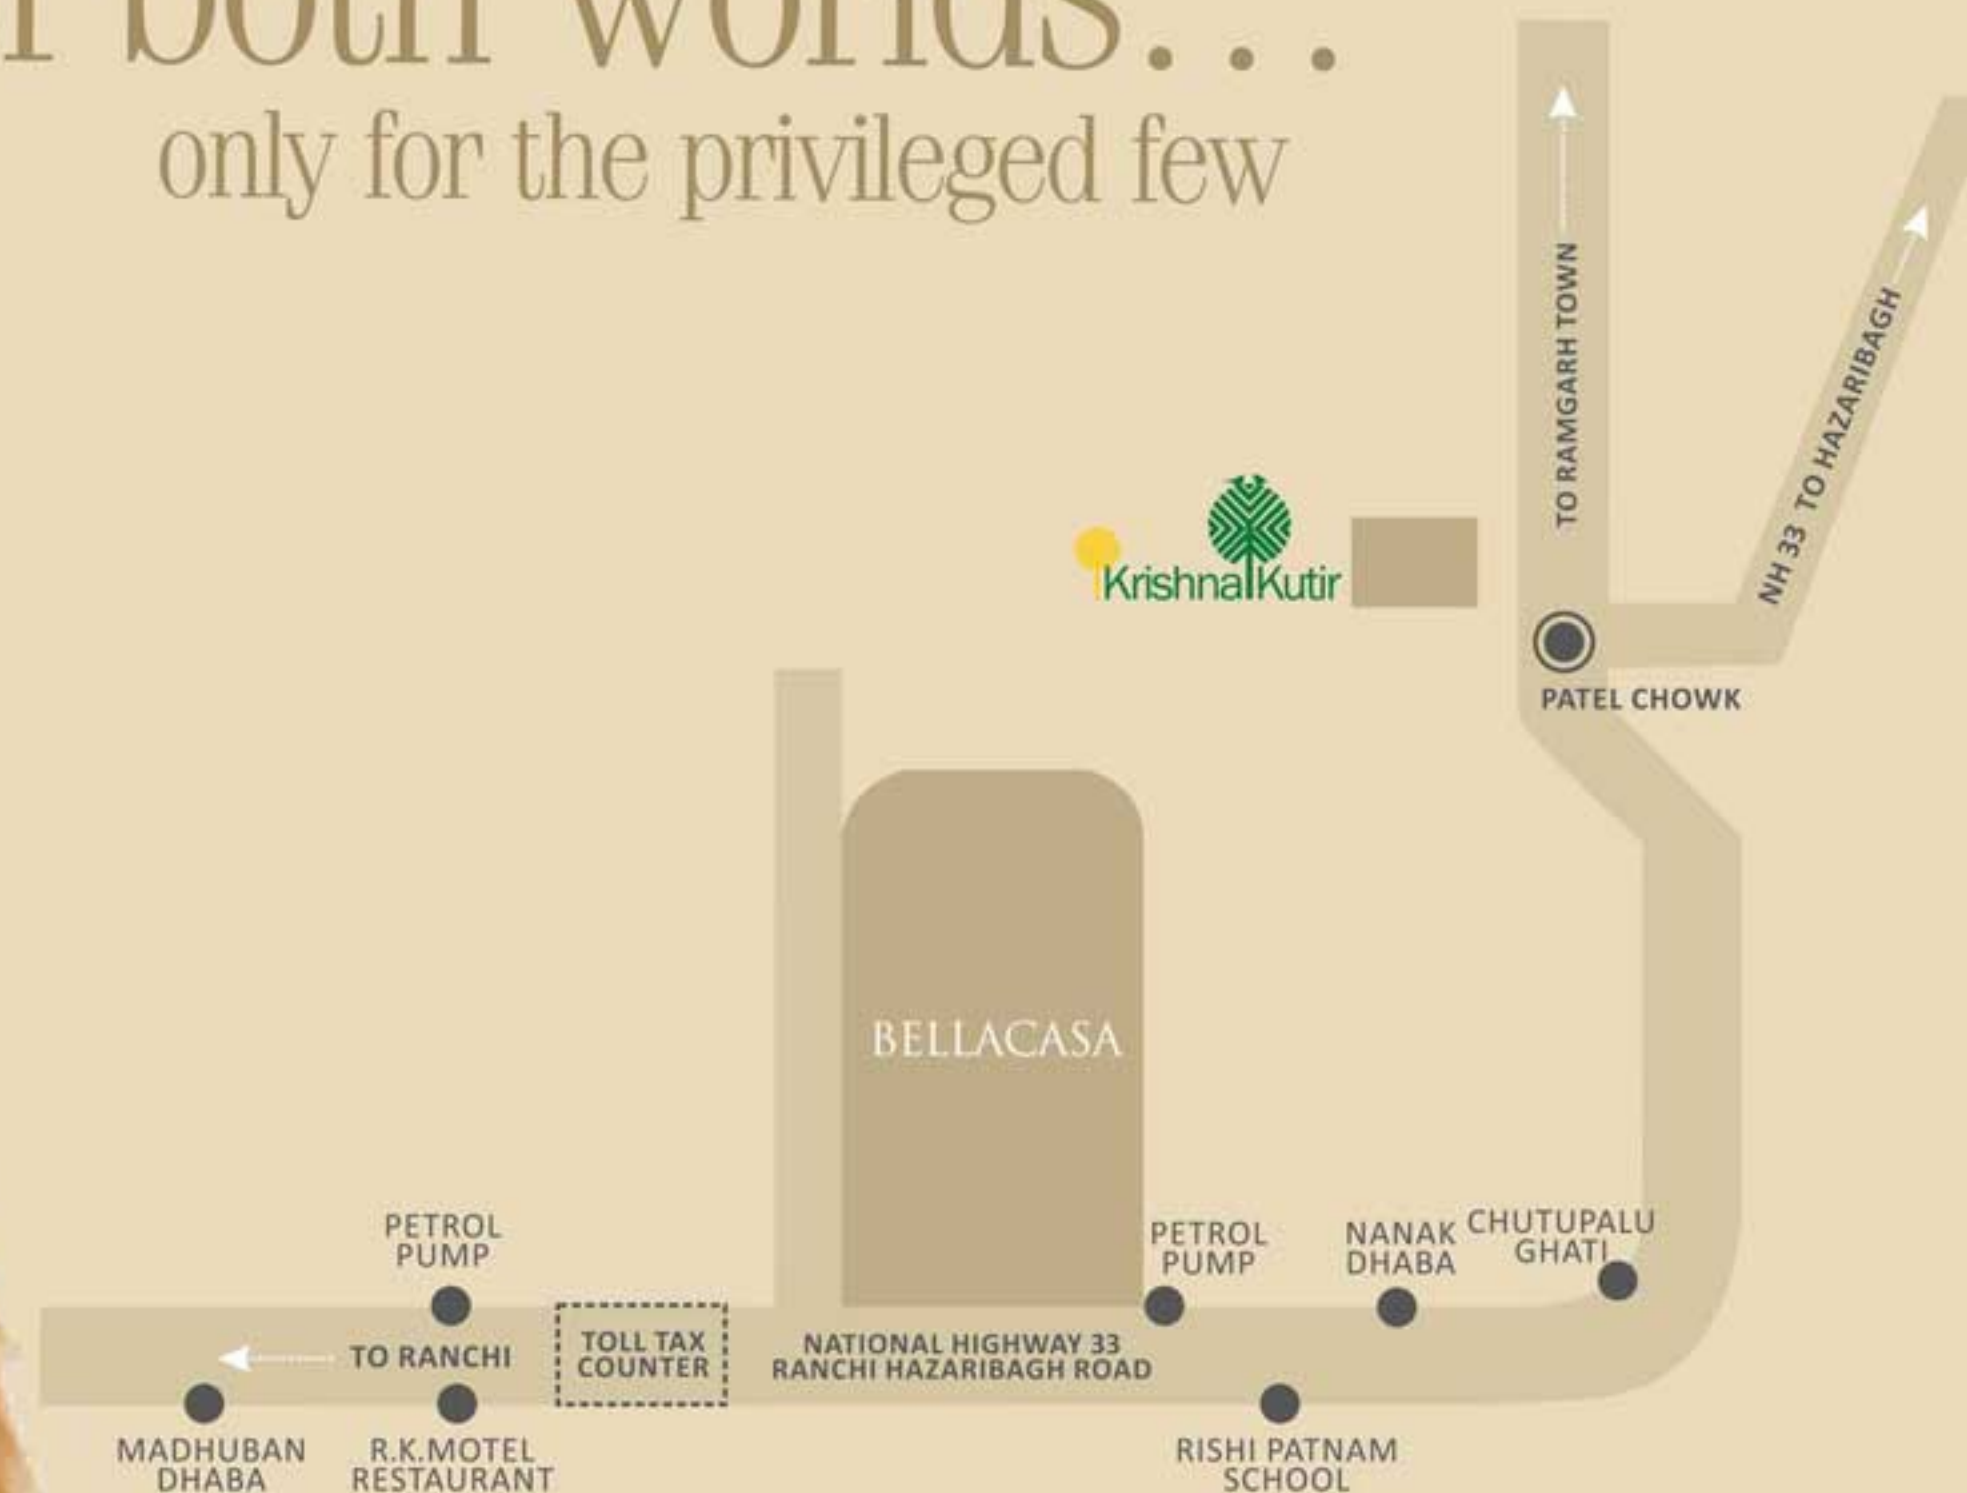 both worlds...
only for the privileged few
TO RAMGARH TOWN
NH 33 TO HAZARIBAGH
Krishna Kutir
PATEL CHOWK
BELLACASA
PETROL
PUMP
PETROL
PUMP
NANAK
DHABA
CHUTUPALU
GHATI
TO RANCHI
TOLL TAX
COUNTER
NATIONAL HIGHWAY 33
RANCHI HAZARIBAGH ROAD
MADHUBAN
DHABA
R.K.MOTEL
RESTAURANT
RISHI PATNAM
SCHOOL